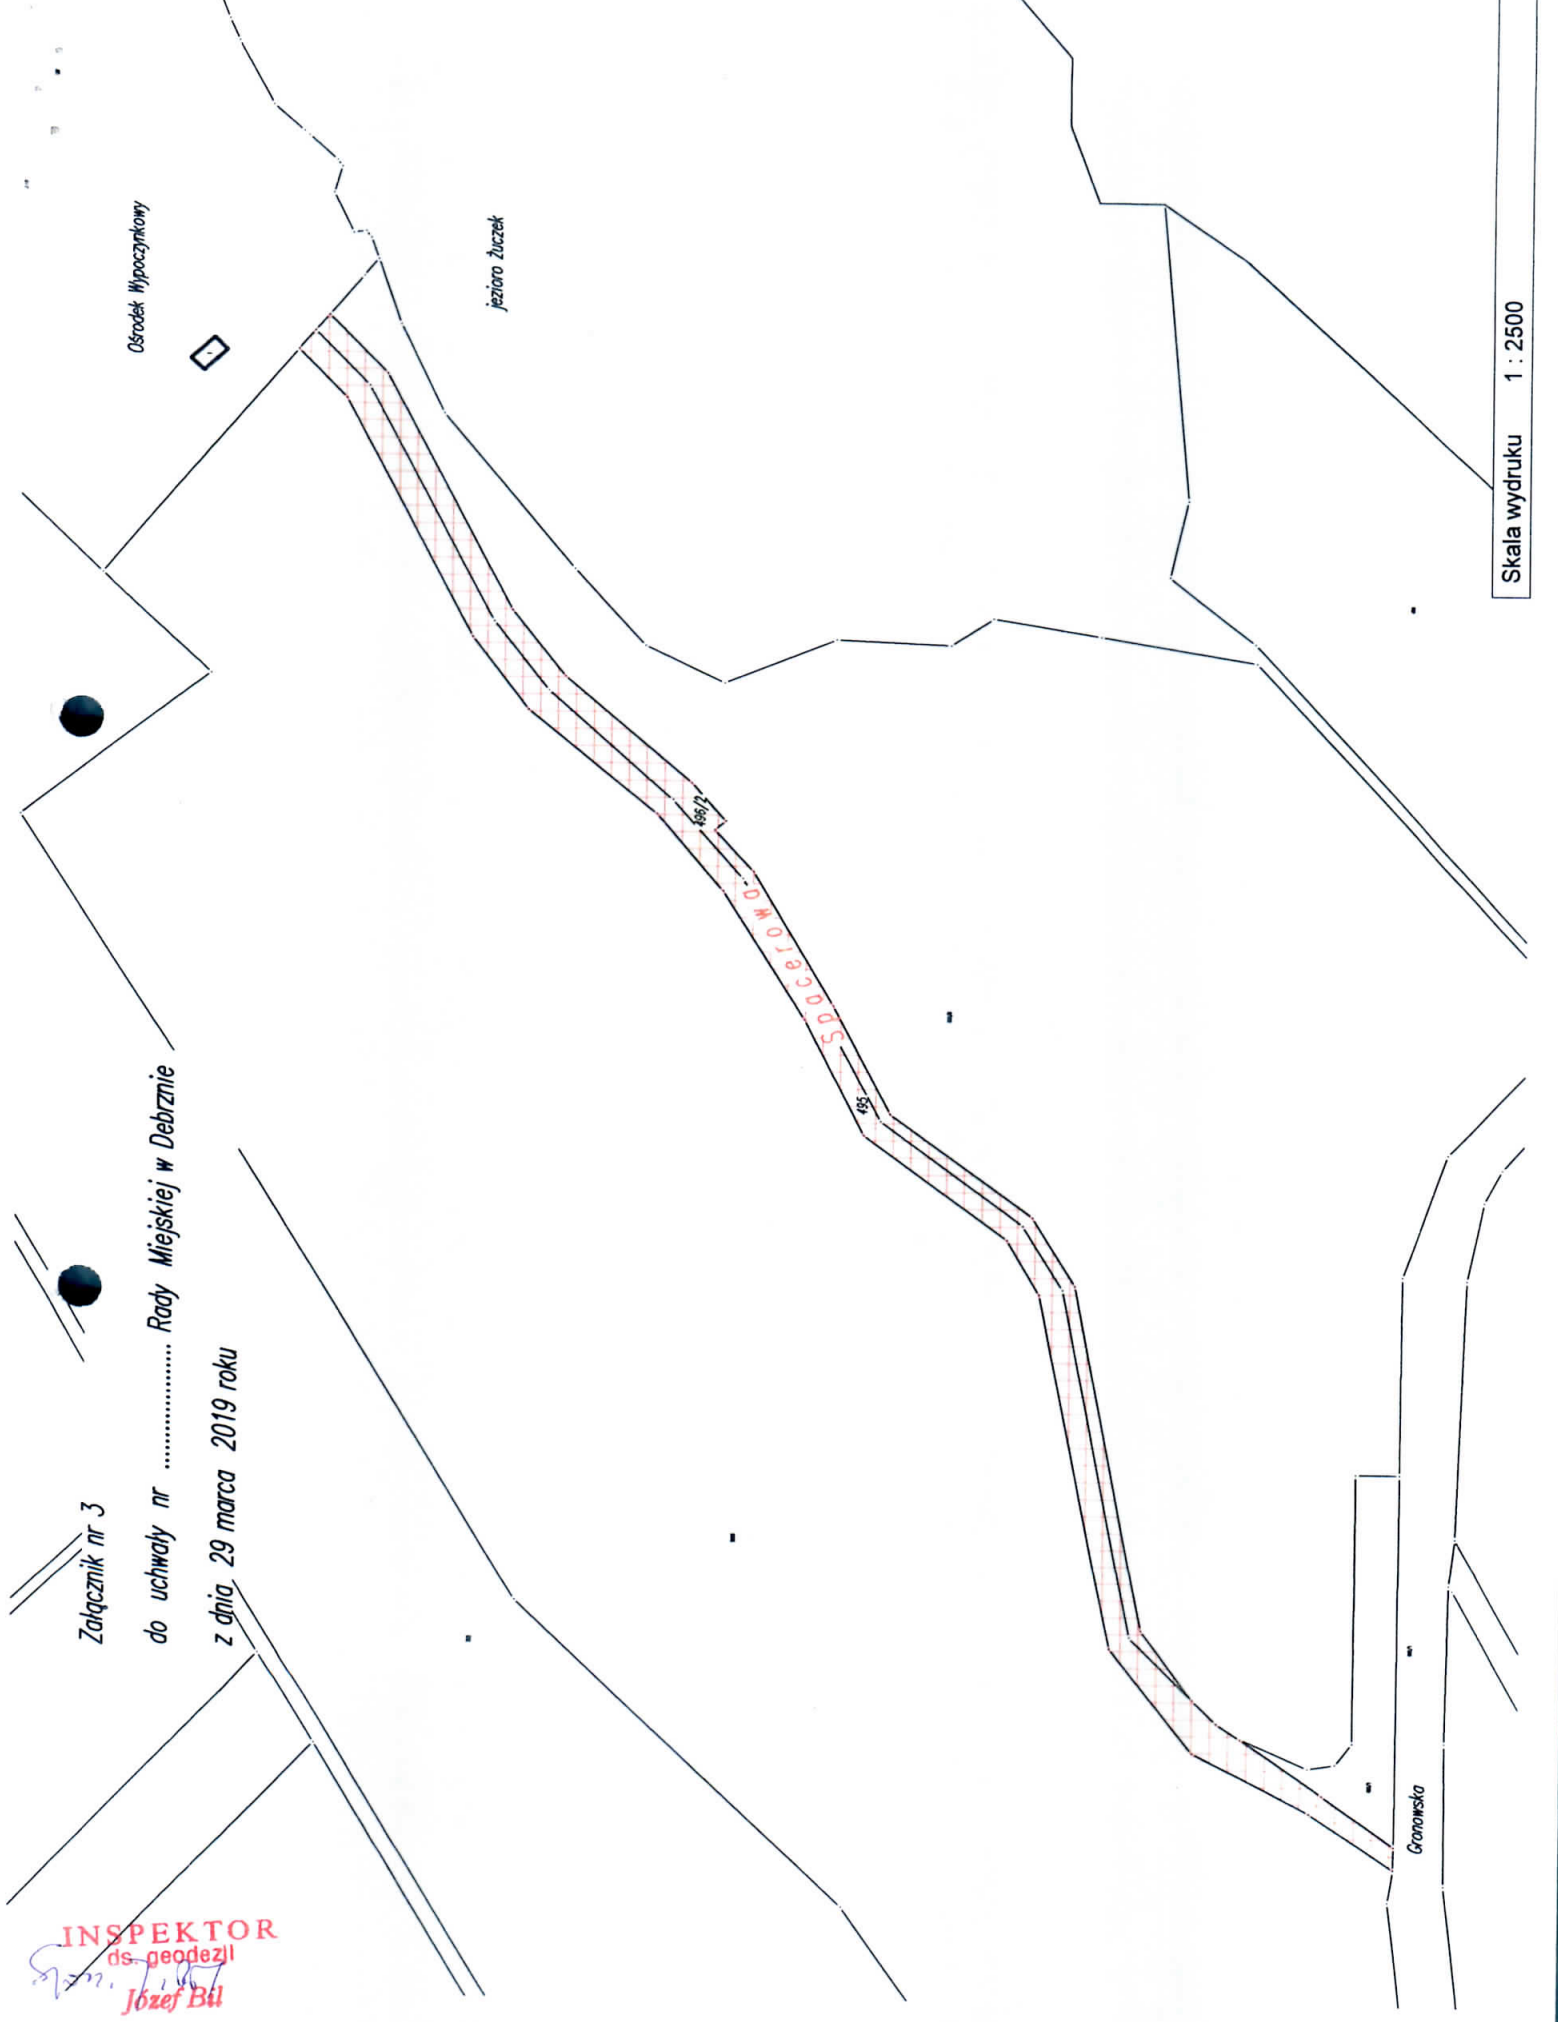 Załącznik nr 3
do uchwały nr .................... Rady Miejskiej w Debrznie
z dnia 29 marca 2019 roku
Ośrodek Wypoczynkowy
jezioro Żuczek
496/2
Spacerowa
495
Gronowska
Skala wydruku 1 : 2500
INSPEKTOR
ds. geodezji
Józef Bil